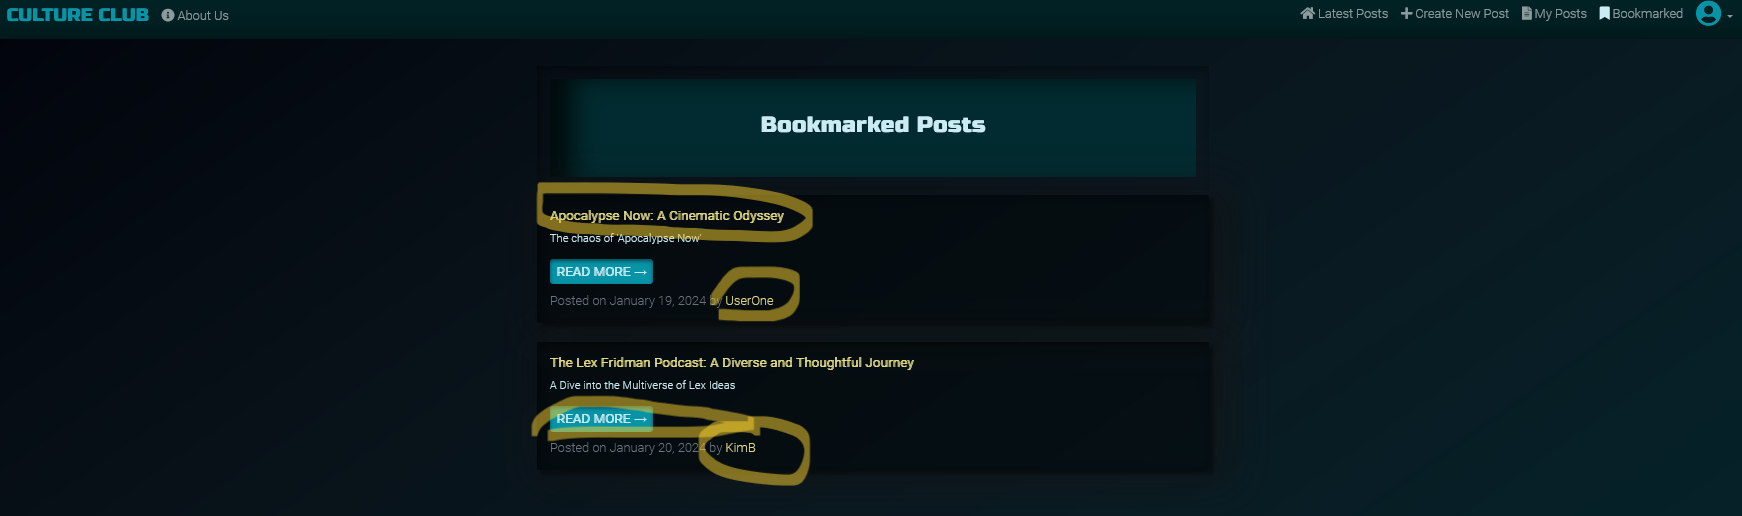 CULTURE CLUB About Us Latest Posts Create New Post My Posts Bookmarked
Bookmarked Posts
Apocalypse Now: A Cinematic Odyssey
The chaos of 'Apocalypse Now'
READ MORE →
Posted on January 19, 2024 by UserOne
The Lex Fridman Podcast: A Diverse and Thoughtful Journey
A Dive into the Multiverse of Lex Ideas
READ MORE →
Posted on January 20, 2024 by KimB